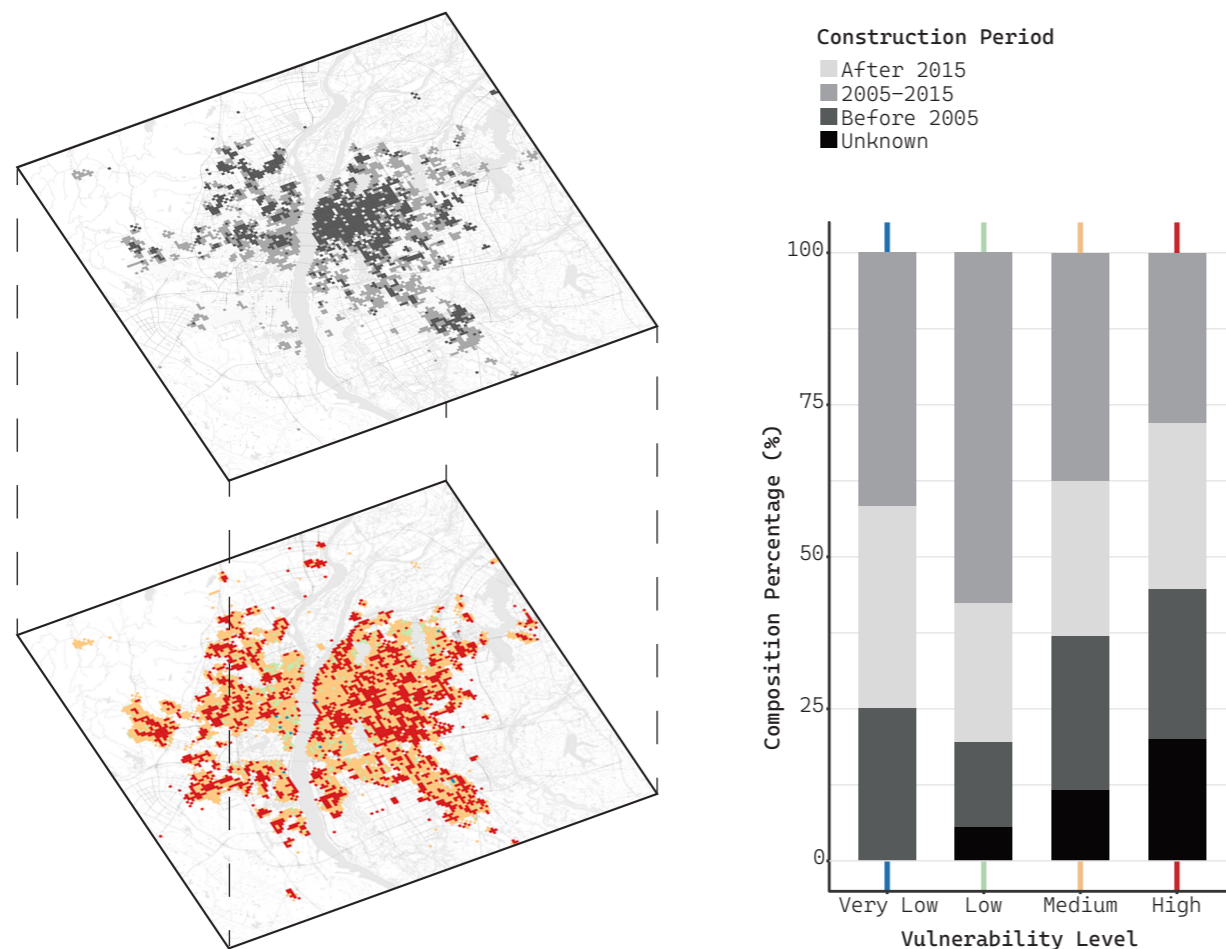 Construction Period
After 2015
2005–2015
Before 2005
Unknown
100
75
50
25
0
Composition Percentage (%)
Very Low
Low
Medium
High
Vulnerability Level